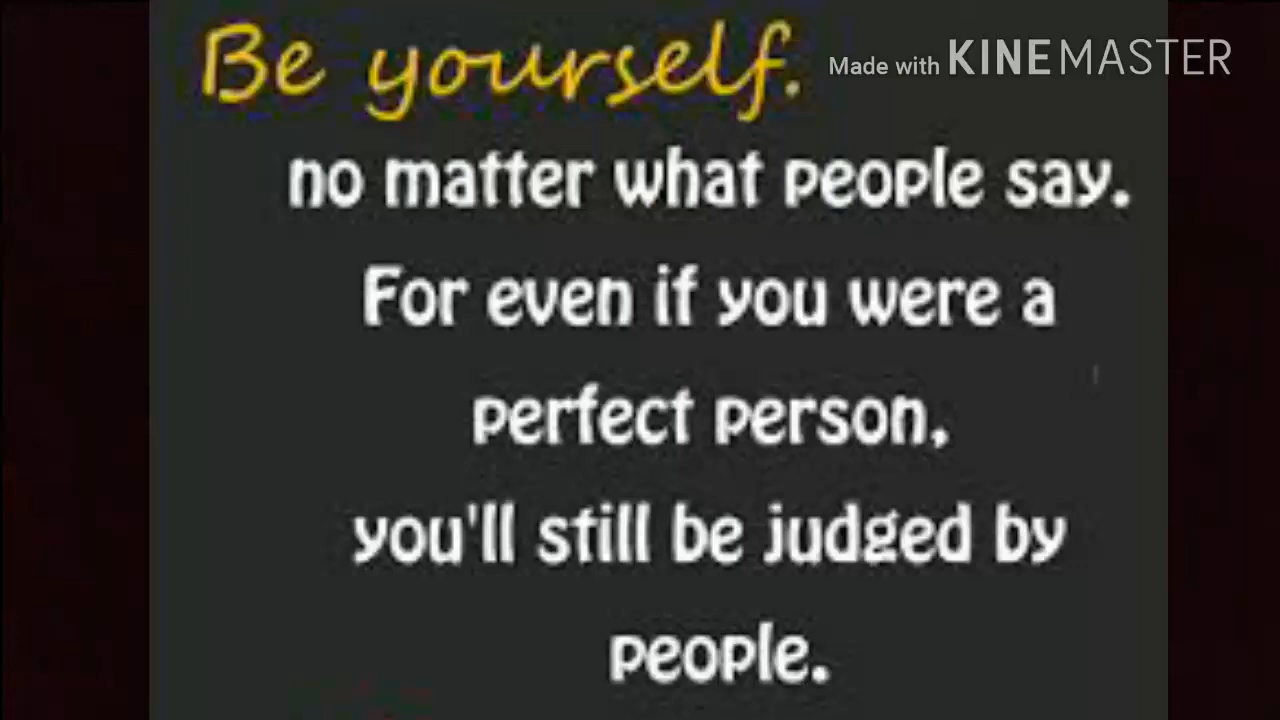 Be yourself.
Made with KINEMASTER
no matter what people say.
For even if you were a
perfect person,
you'll still be judged by
people.